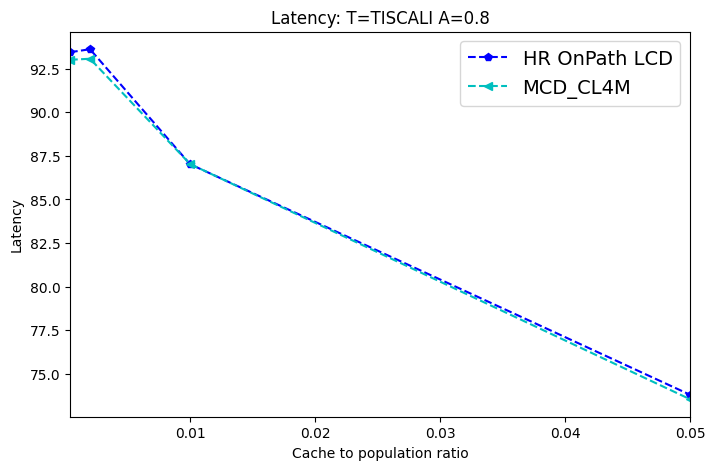 Latency: T=TISCALI A=0.8
HR OnPath LCD
MCD_CL4M
92.5
90.0
87.5
85.0
82.5
80.0
77.5
75.0
Latency
0.01
0.02
0.03
0.04
0.05
Cache to population ratio